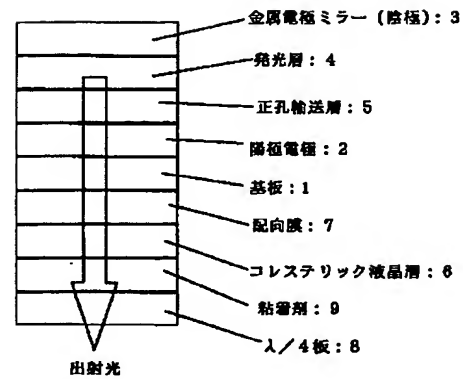 金属電極ミラー（陰極）：3
発光層：4
正孔輸送層：5
陽極電極：2
基板：1
配向膜：7
コレステリック液晶層：6
粘着剤：9
λ／4板：8
出射光